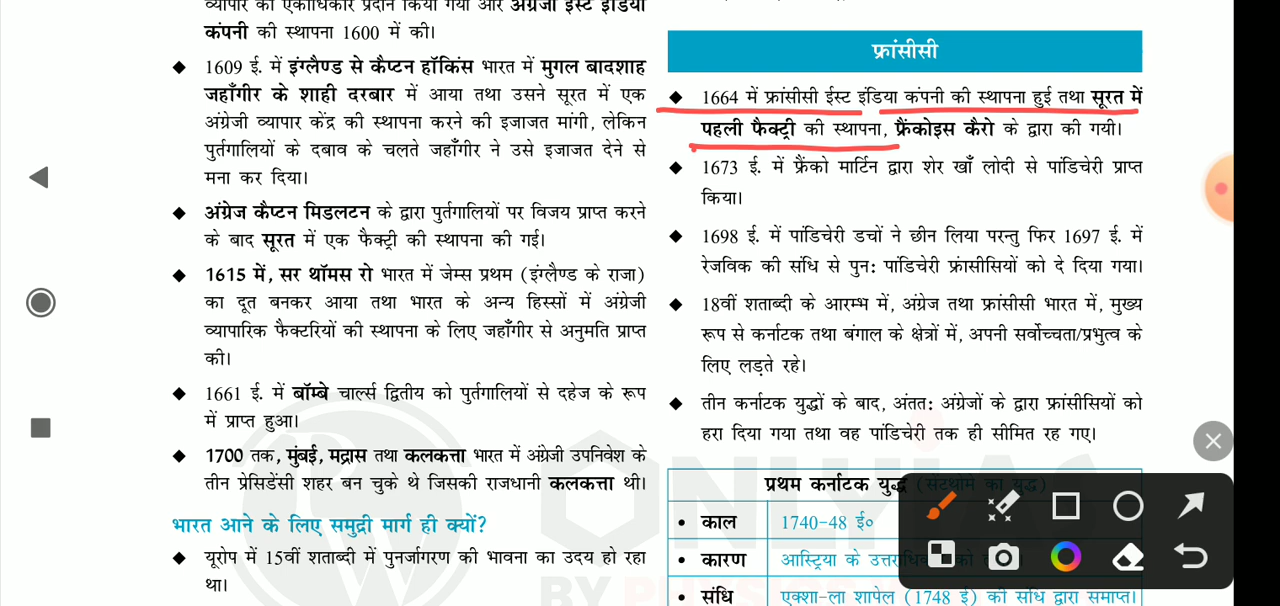 व्यापार का एकाधिकार प्रदान किया गया और अंग्रेजी ईस्ट इंडिया
कंपनी की स्थापना 1600 में की।
◆ 1609 ई. में इंग्लैण्ड से कैप्टन हॉकिंस भारत में मुगल बादशाह
जहाँगीर के शाही दरबार में आया तथा उसने सूरत में एक
अंग्रेजी व्यापार केंद्र की स्थापना करने की इजाजत मांगी, लेकिन
पुर्तगालियों के दबाव के चलते जहाँगीर ने उसे इजाजत देने से
मना कर दिया।
◆ अंग्रेज कैप्टन मिडलटन के द्वारा पुर्तगालियों पर विजय प्राप्त करने
के बाद सूरत में एक फैक्ट्री की स्थापना की गई।
◆ 1615 में, सर थॉमस रो भारत में जेम्स प्रथम (इंग्लैण्ड के राजा)
का दूत बनकर आया तथा भारत के अन्य हिस्सों में अंग्रेजी
व्यापारिक फैक्टरियों की स्थापना के लिए जहाँगीर से अनुमति प्राप्त
की।
◆ 1661 ई. में बॉम्बे चार्ल्स द्वितीय को पुर्तगालियों से दहेज के रूप
में प्राप्त हुआ।
◆ 1700 तक, मुंबई, मद्रास तथा कलकत्ता भारत में अंग्रेजी उपनिवेश के
तीन प्रेसिडेंसी शहर बन चुके थे जिसकी राजधानी कलकत्ता थी।
भारत आने के लिए समुद्री मार्ग ही क्यों?
◆ यूरोप में 15वीं शताब्दी में पुनर्जागरण की भावना का उदय हो रहा
था।
फ्रांसीसी
◆ 1664 में फ्रांसीसी ईस्ट इंडिया कंपनी की स्थापना हुई तथा सूरत में
पहली फैक्ट्री की स्थापना, फ्रैंकोइस कैरो के द्वारा की गयी।
◆ 1673 ई. में फ्रैंको मार्टिन द्वारा शेर खाँ लोदी से पांडिचेरी प्राप्त
किया।
◆ 1698 ई. में पांडिचेरी डचों ने छीन लिया परन्तु फिर 1697 ई. में
रेजविक की संधि से पुन: पांडिचेरी फ्रांसीसियों को दे दिया गया।
◆ 18वीं शताब्दी के आरम्भ में, अंग्रेज तथा फ्रांसीसी भारत में, मुख्य
रूप से कर्नाटक तथा बंगाल के क्षेत्रों में, अपनी सर्वोच्चता/प्रभुत्व के
लिए लड़ते रहे।
◆ तीन कर्नाटक युद्धों के बाद, अंतत: अंग्रेजों के द्वारा फ्रांसीसियों को
हरा दिया गया तथा वह पांडिचेरी तक ही सीमित रह गए।
प्रथम कर्नाटक युद्ध
• काल 1740-48 ई०
• कारण आस्ट्रिया के
• संधि एक्शा-ला शापेल (1748 ई) की संधि द्वारा समाप्त।
ONLYIAS